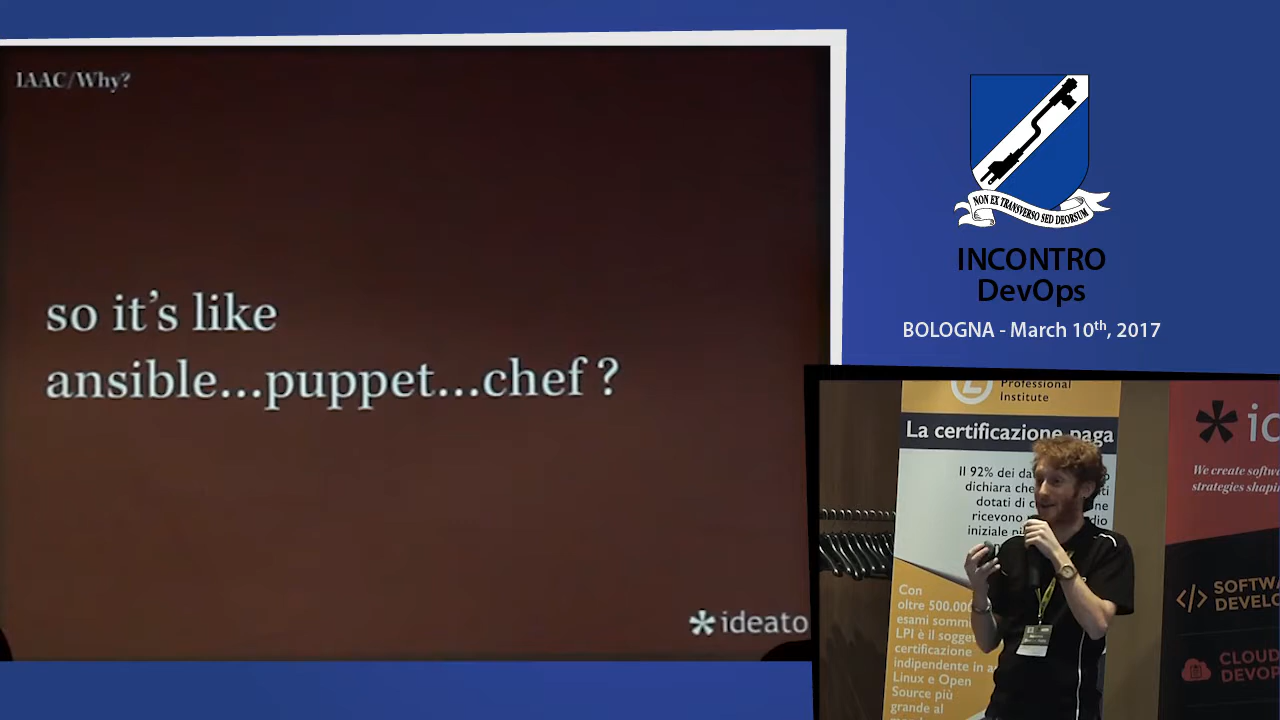 IAAC/Why?
so it's like
ansible...puppet...chef ?
*ideato
NON EX TRANSVERSO SED DEORSUM
INCONTRO
DevOps
BOLOGNA - March 10th, 2017
Professional
Institute
La certificazione paga
Il 92% dei
dichiara che
dotati di
ricevono
iniziale
Con
oltre 500.000
esami
LPI è il
certificazione
indipendente in
Linux e Open
Source più
grande al
We create
strategies
</> 
CLOUD